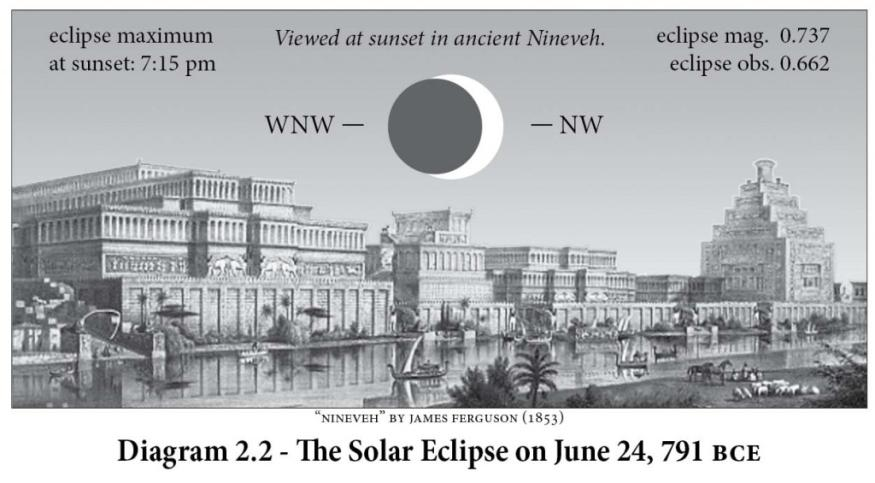 eclipse maximum
at sunset: 7:15 pm
Viewed at sunset in ancient Nineveh.
eclipse mag. 0.737
eclipse obs. 0.662
WNW —
— NW
“NINEVEH” BY JAMES FERGUSON (1853)
Diagram 2.2 - The Solar Eclipse on June 24, 791 BCE